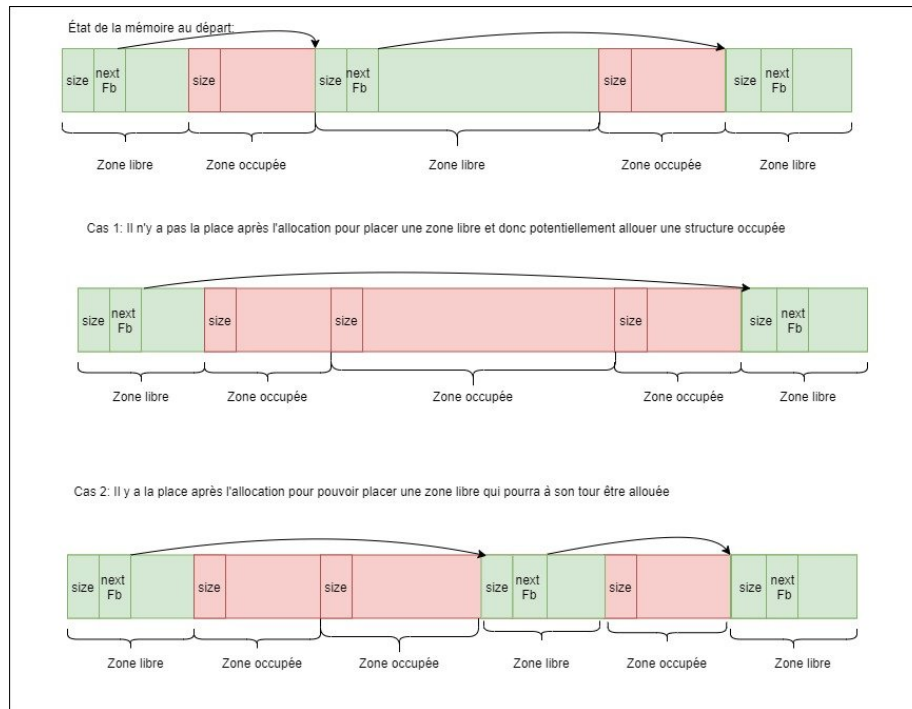 État de la mémoire au départ:
size next Fb size size next Fb size size next Fb
Zone libre Zone occupée Zone libre Zone occupée Zone libre
Cas 1: Il n'y a pas la place après l'allocation pour placer une zone libre et donc potentiellement allouer une structure occupée
size next Fb size size size size next Fb
Zone libre Zone occupée Zone occupée Zone occupée Zone libre
Cas 2: Il y a la place après l'allocation pour pouvoir placer une zone libre qui pourra à son tour être allouée
size next Fb size size size next Fb size size next Fb
Zone libre Zone occupée Zone occupée Zone libre Zone occupée Zone libre